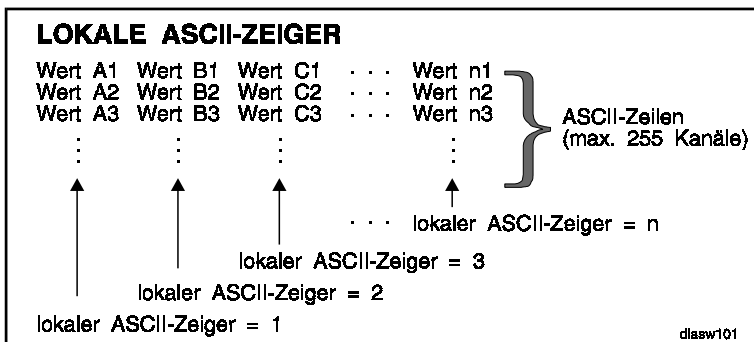 LOKALE ASCII-ZEIGER
Wert A1 Wert B1 Wert C1 · · · Wert n1
Wert A2 Wert B2 Wert C2 · · · Wert n2
Wert A3 Wert B3 Wert C3 · · · Wert n3
ASCII-Zeilen
(max. 255 Kanäle)
· · · lokaler ASCII-Zeiger = n
lokaler ASCII-Zeiger = 3
lokaler ASCII-Zeiger = 2
lokaler ASCII-Zeiger = 1
dlasw101